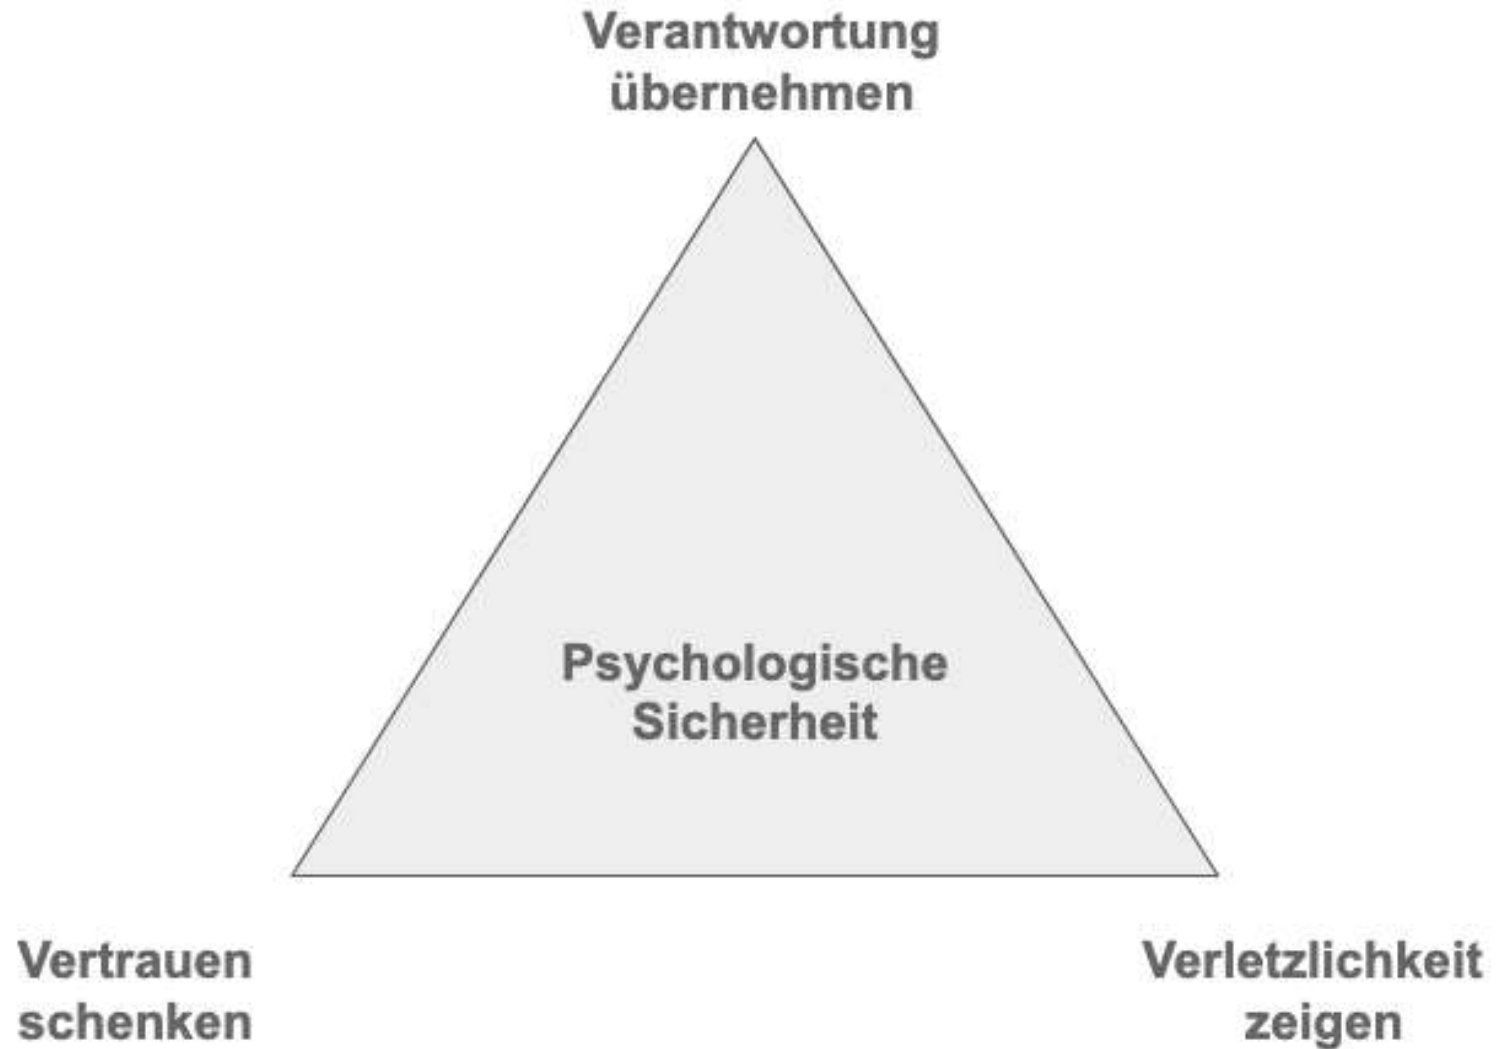 Verantwortung
übernehmen
Psychologische
Sicherheit
Vertrauen
schenken
Verletzlichkeit
zeigen